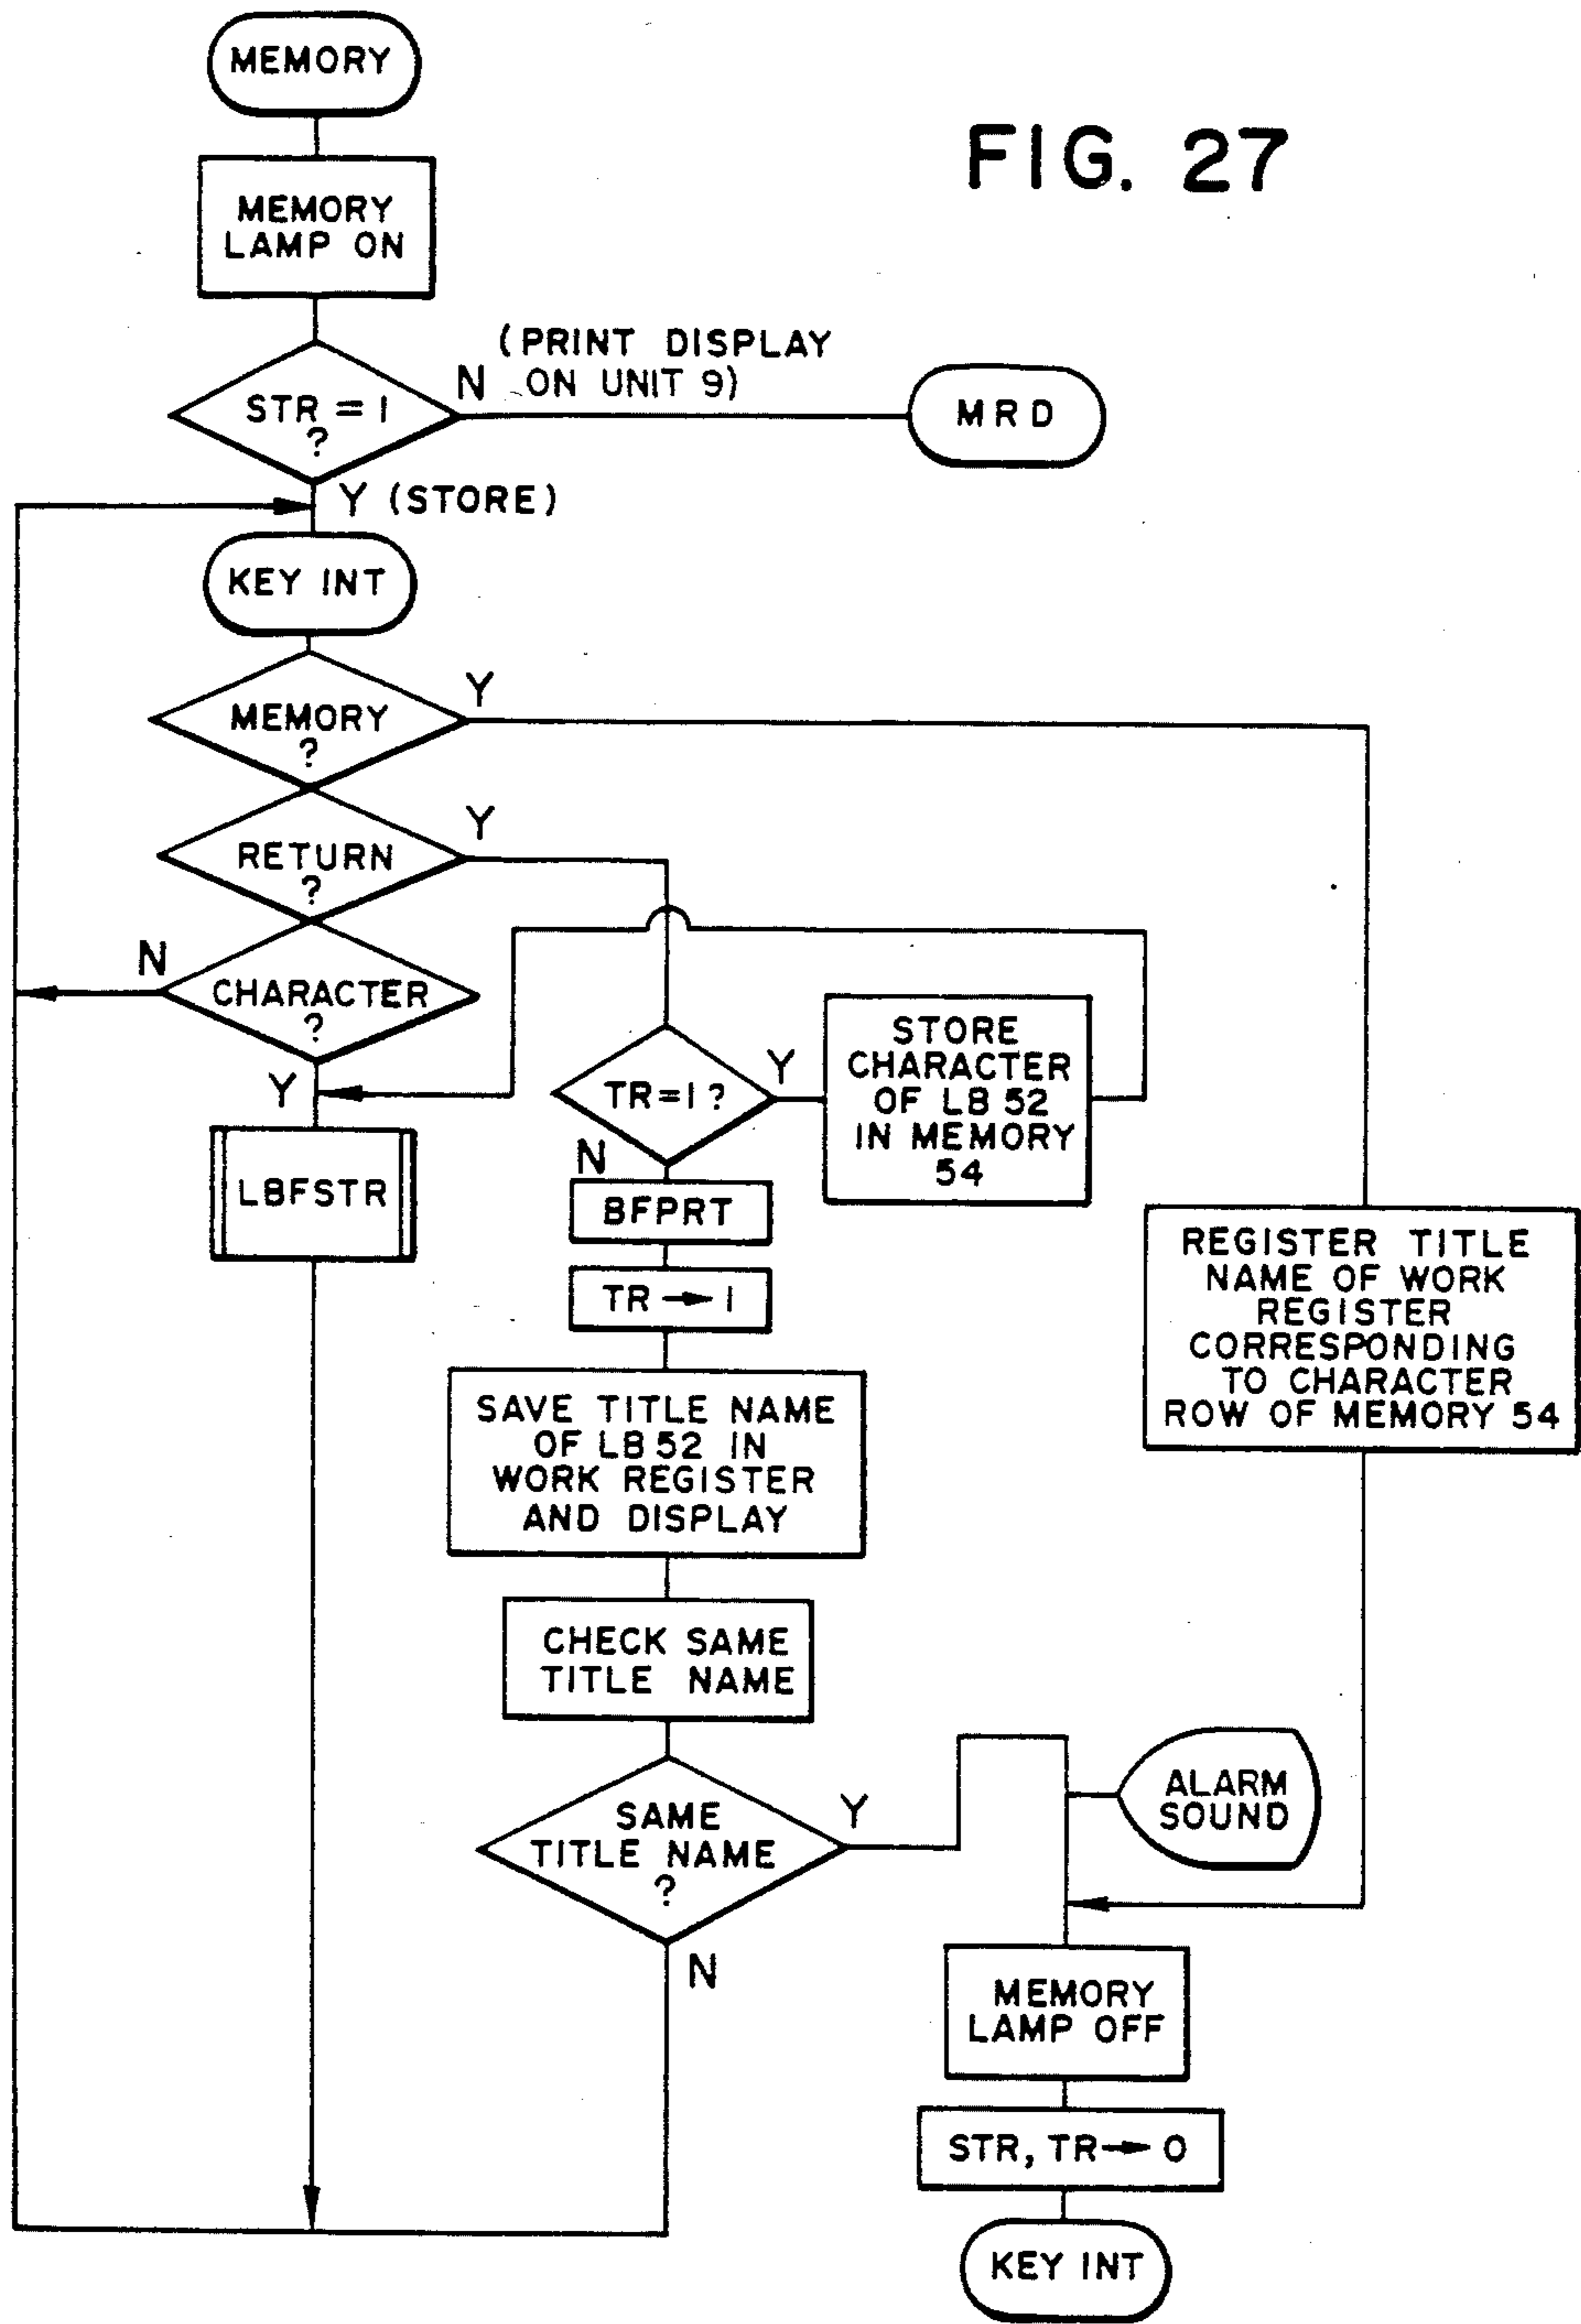 MEMORY
FIG. 27
MEMORY
LAMP ON
(PRINT DISPLAY
ON UNIT 9)
N
STR = 1
?
MRD
Y (STORE)
KEY INT
Y
MEMORY
?
Y
RETURN
?
N
CHARACTER
?
Y
LBFSTR
TR=1 ?
Y
N
STORE
CHARACTER
OF LB 52
IN MEMORY
54
BFPRT
TR → 1
SAVE TITLE NAME
OF LB 52 IN
WORK REGISTER
AND DISPLAY
CHECK SAME
TITLE NAME
SAME
TITLE NAME
?
Y
N
REGISTER TITLE
NAME OF WORK
REGISTER
CORRESPONDING
TO CHARACTER
ROW OF MEMORY 54
ALARM
SOUND
MEMORY
LAMP OFF
STR, TR → 0
KEY INT